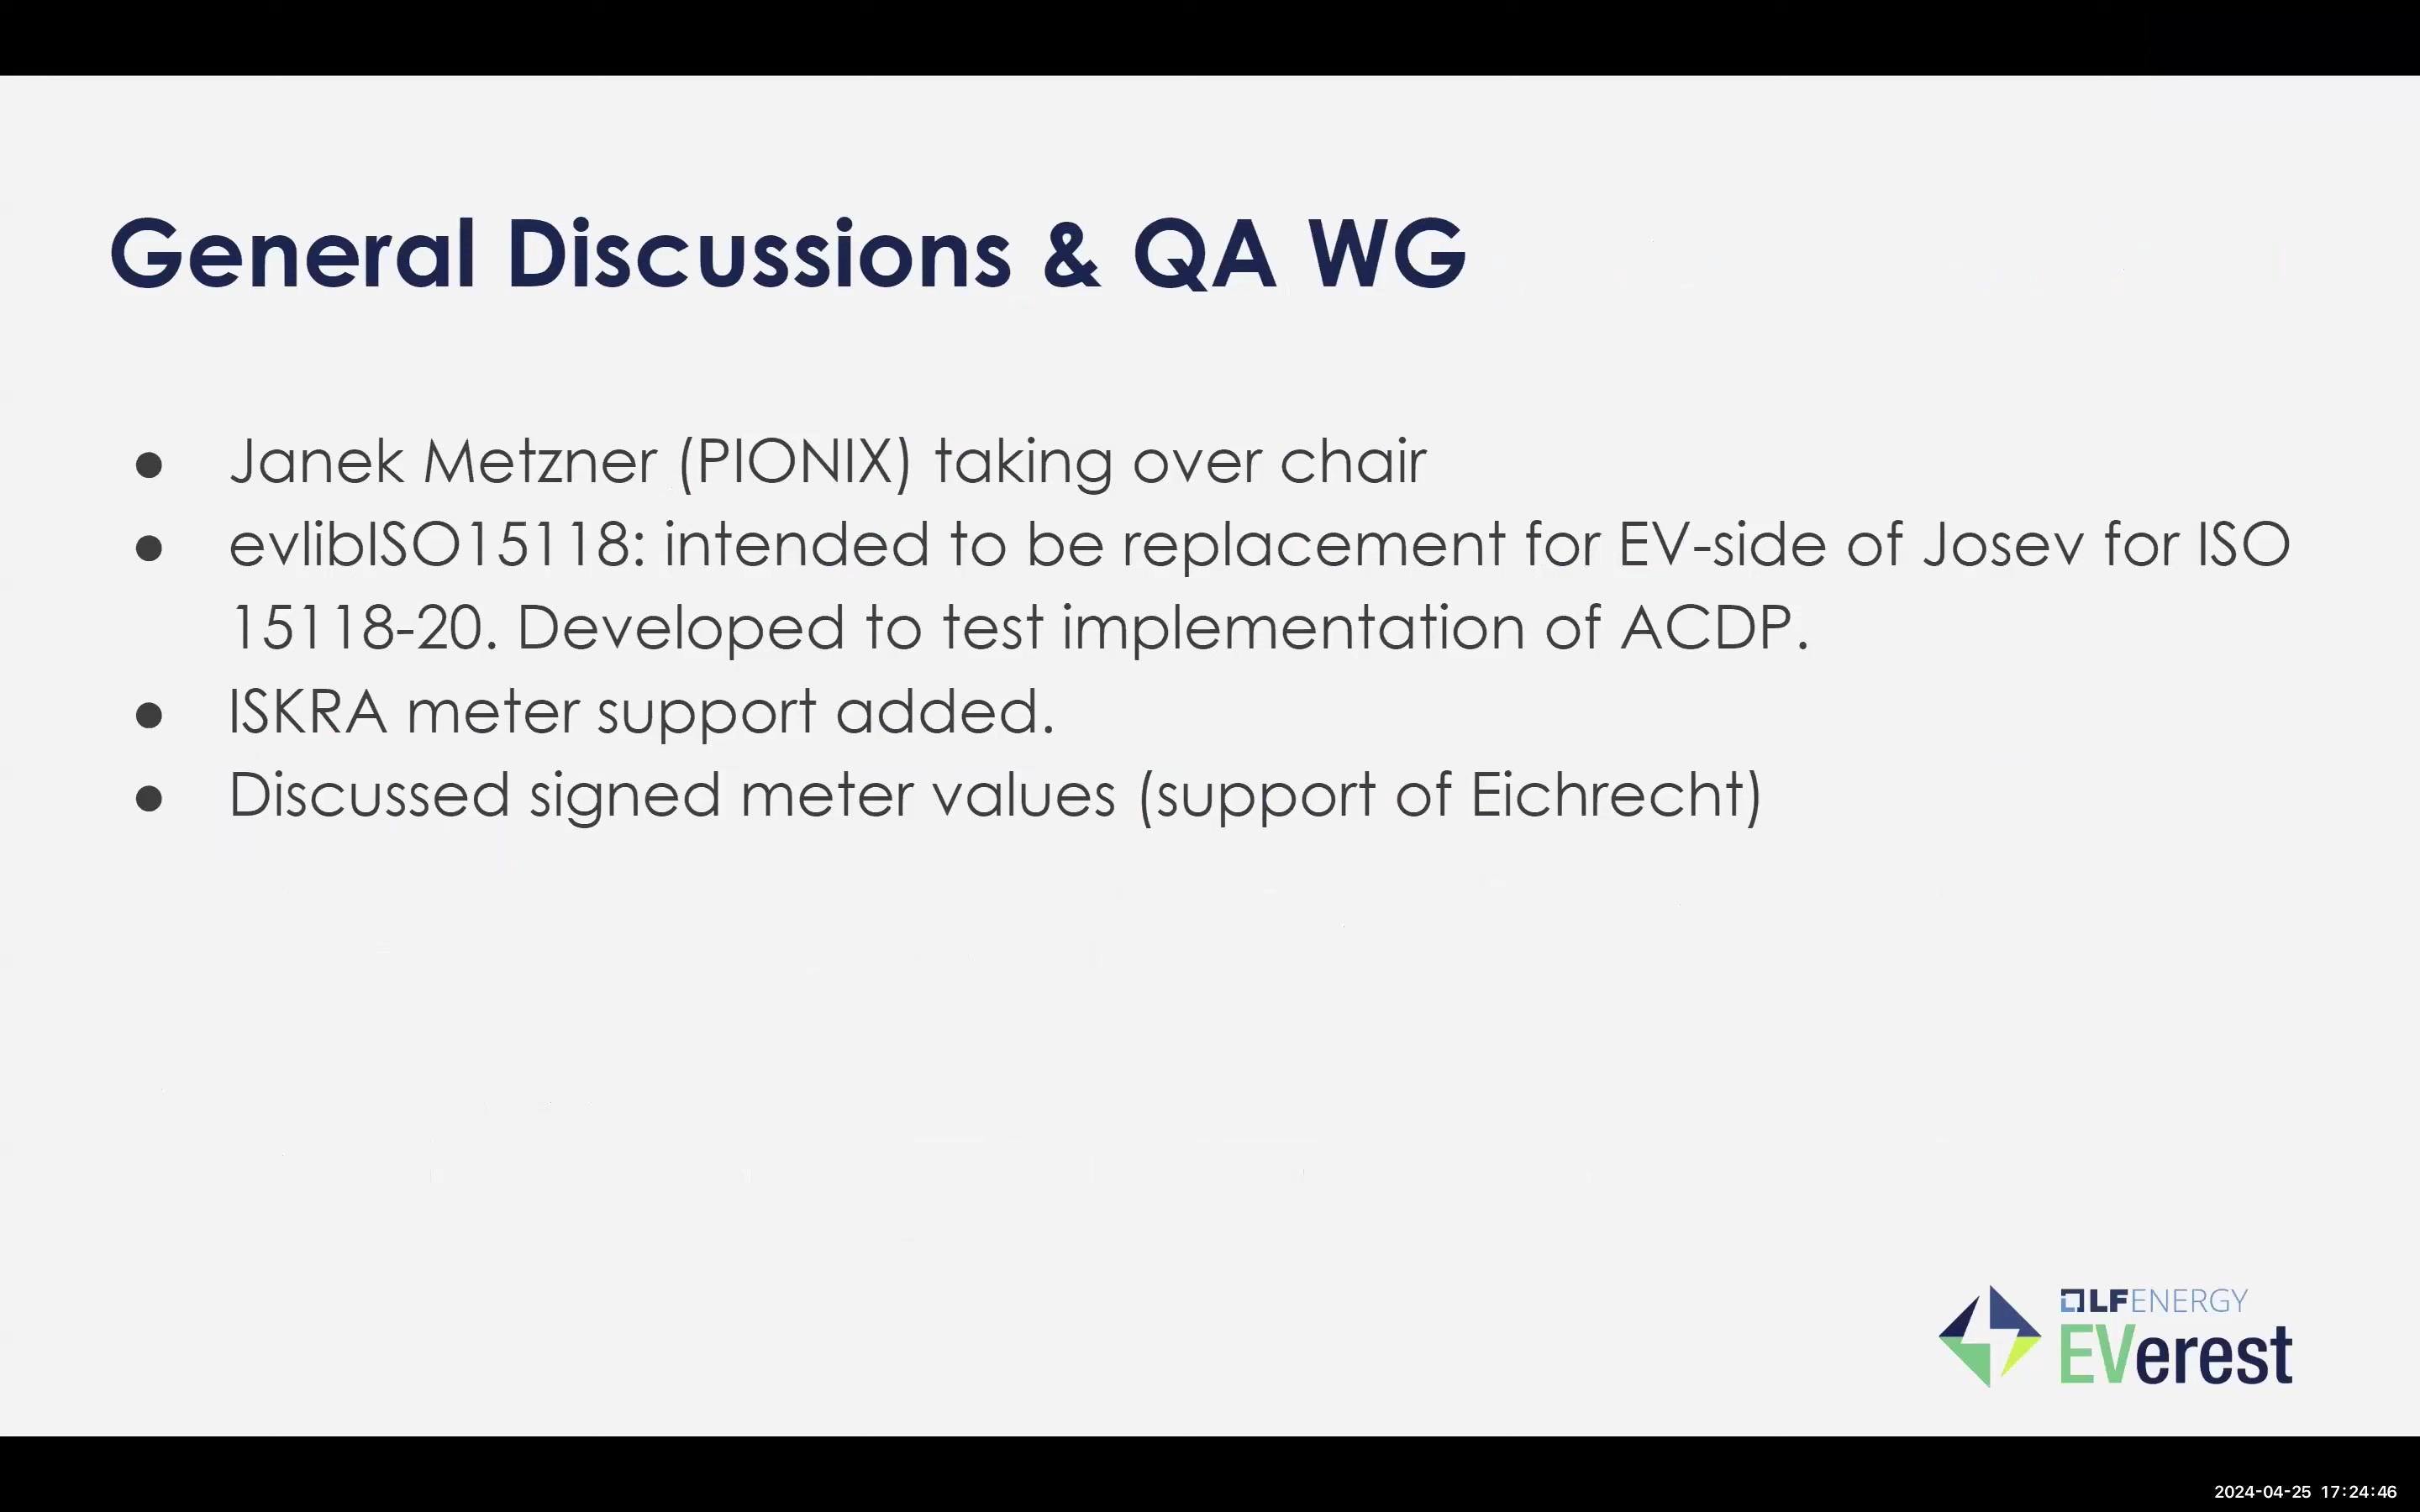 General Discussions & QA WG
● Janek Metzner (PIONIX) taking over chair
● evlibISO15118: intended to be replacement for EV-side of Josev for ISO
15118-20. Developed to test implementation of ACDP.
● ISKRA meter support added.
● Discussed signed meter values (support of Eichrecht)
LFENERGY
EVerest
2024-04-25 17:24:46